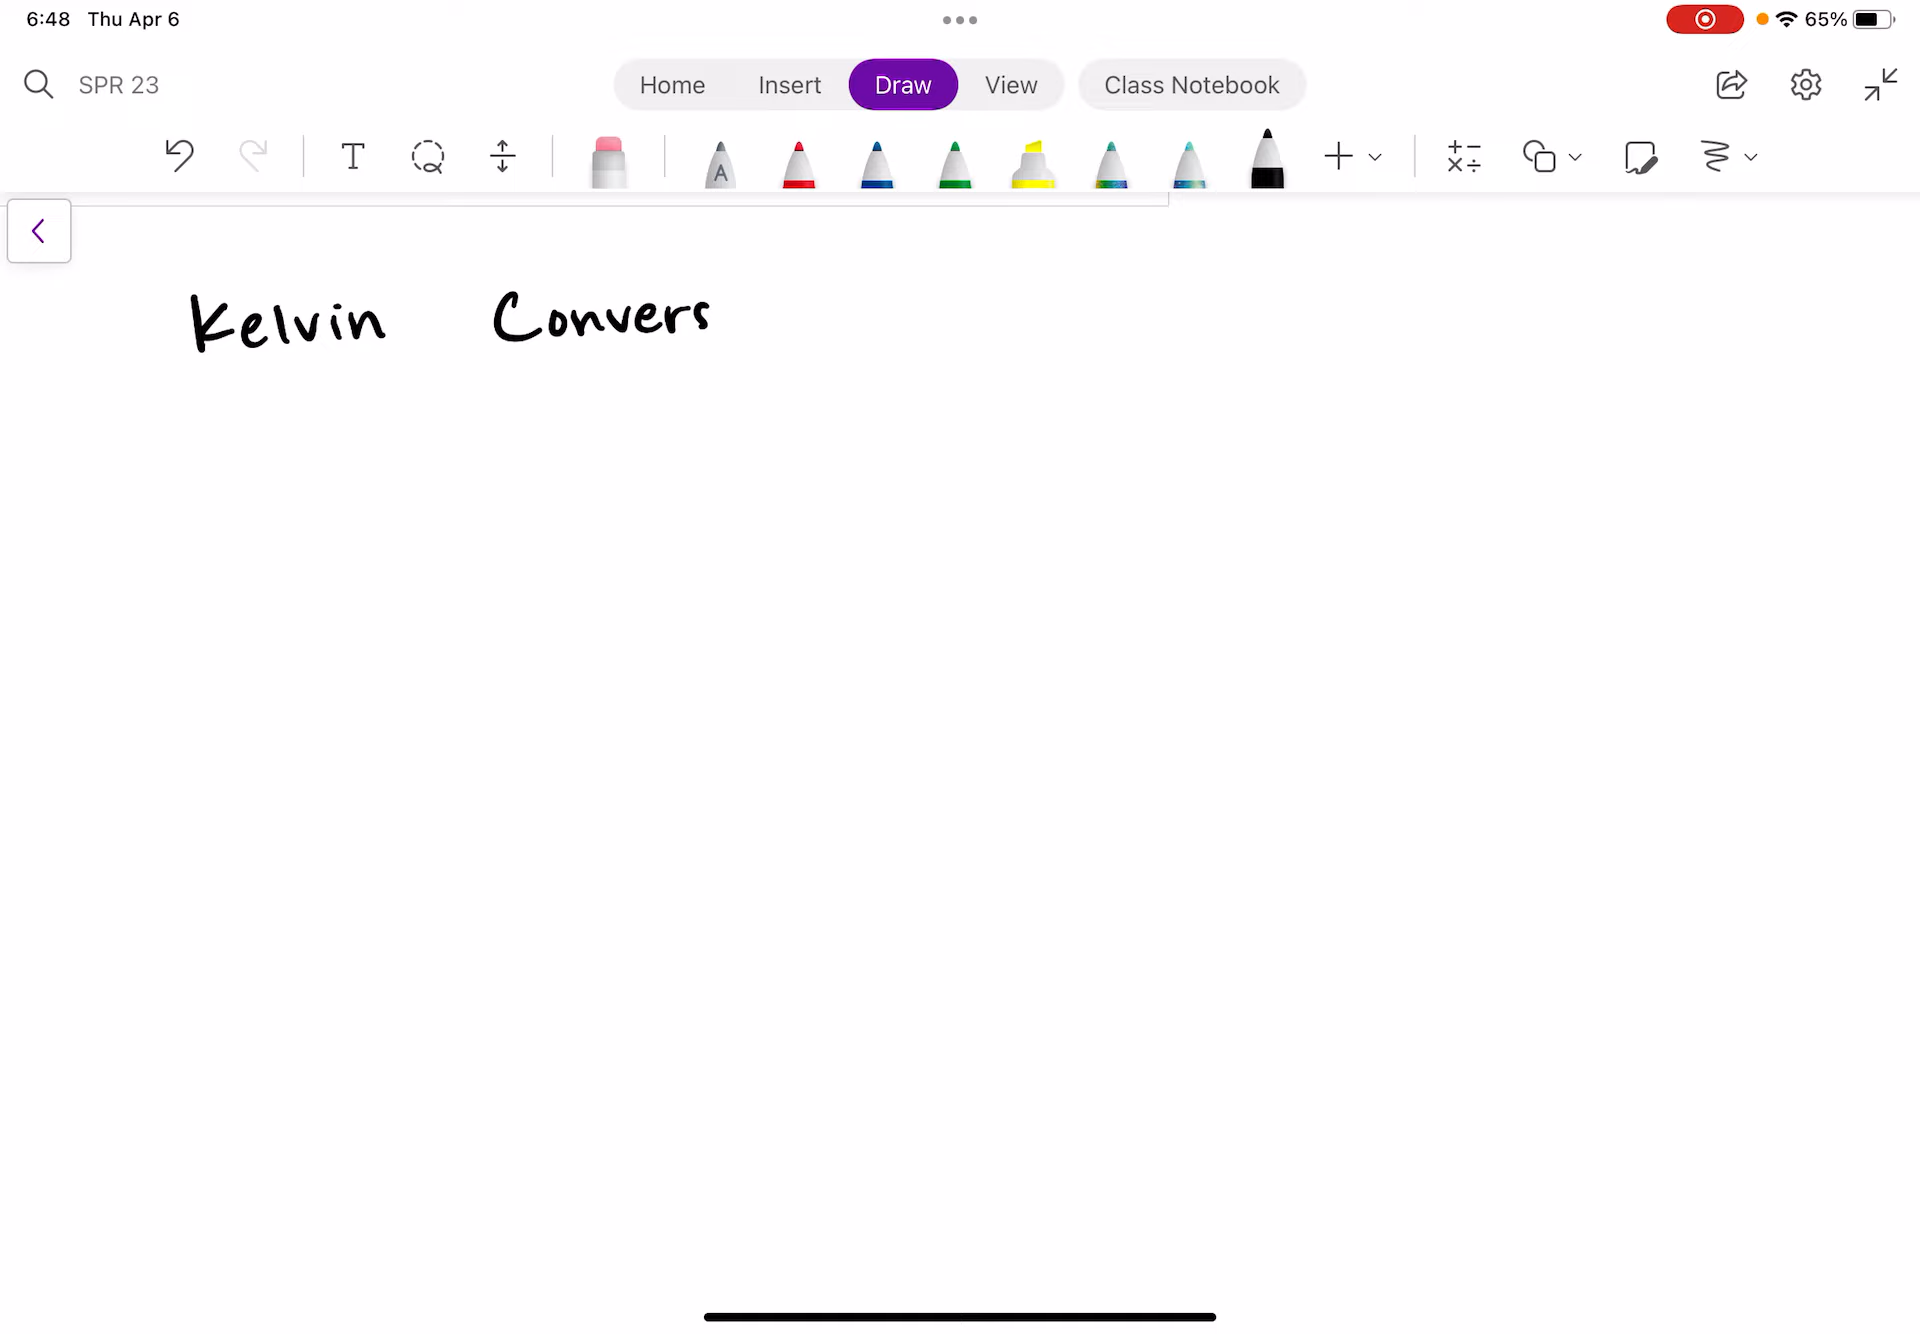 6:48 Thu Apr 6 65%
SPR 23 Home Insert Draw View Class Notebook
T A
Kelvin Convers